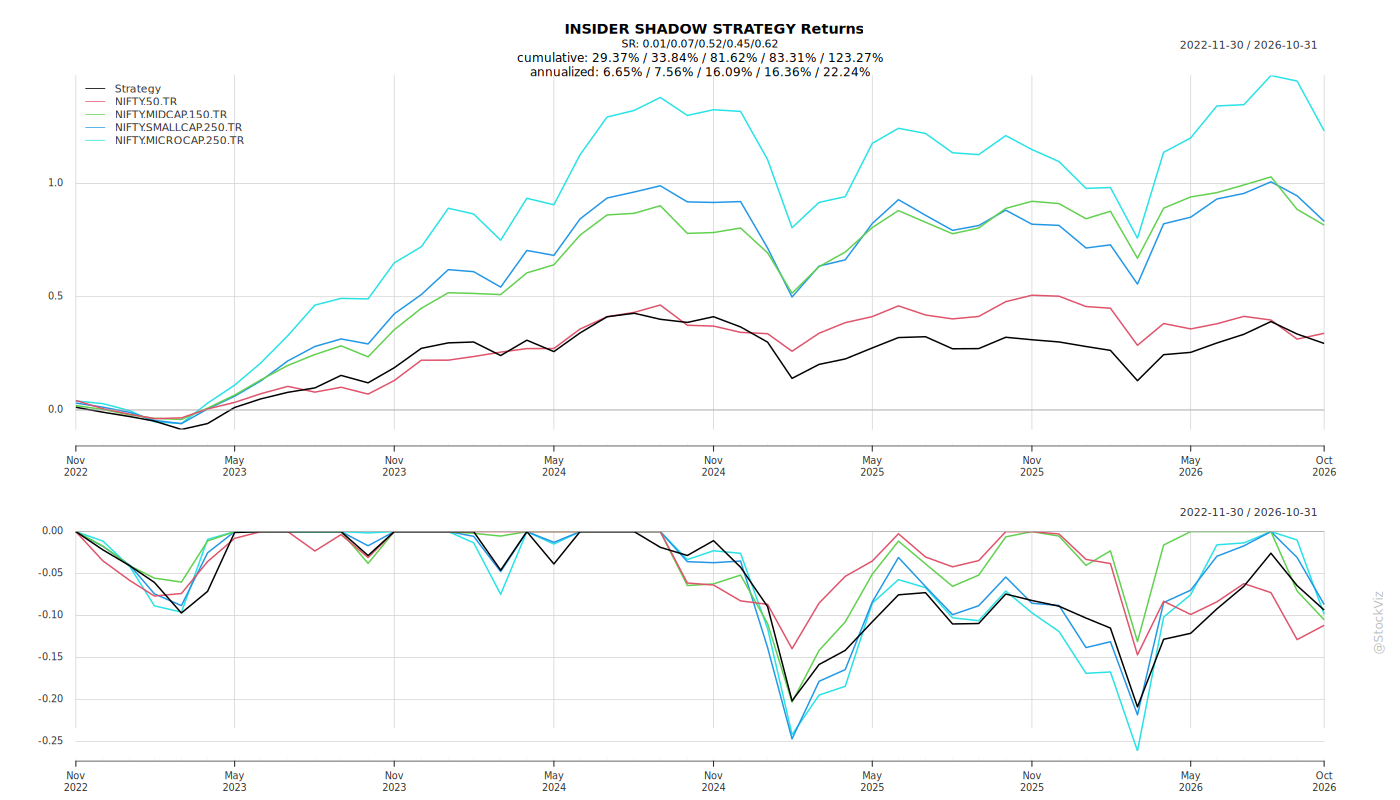 INSIDER SHADOW STRATEGY Returns
SR: 0.01/0.07/0.52/0.45/0.62
cumulative: 29.37% / 33.84% / 81.62% / 83.31% / 123.27%
annualized: 6.65% / 7.56% / 16.09% / 16.36% / 22.24%
2022-11-30 / 2026-10-31
Strategy
NIFTY.50.TR
NIFTY.MIDCAP.150.TR
NIFTY.SMALLCAP.250.TR
NIFTY.MICROCAP.250.TR
1.0
0.5
0.0
Nov May Nov May Nov May Nov May Oct
2022 2023 2023 2024 2024 2025 2025 2026 2026
2022-11-30 / 2026-10-31
0.00
-0.05
-0.10
-0.15
-0.20
-0.25
Nov May Nov May Nov May Nov May Oct
2022 2023 2023 2024 2024 2025 2025 2026 2026
@StockViz